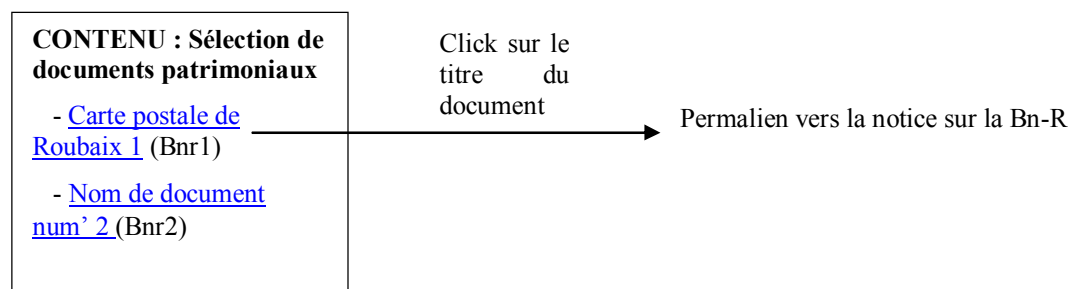 CONTENU : Sélection de
documents patrimoniaux
- Carte postale de
Roubaix 1 (Bnr1)
- Nom de document
num’ 2 (Bnr2)
Click sur le
titre du
document
Permalien vers la notice sur la Bn-R